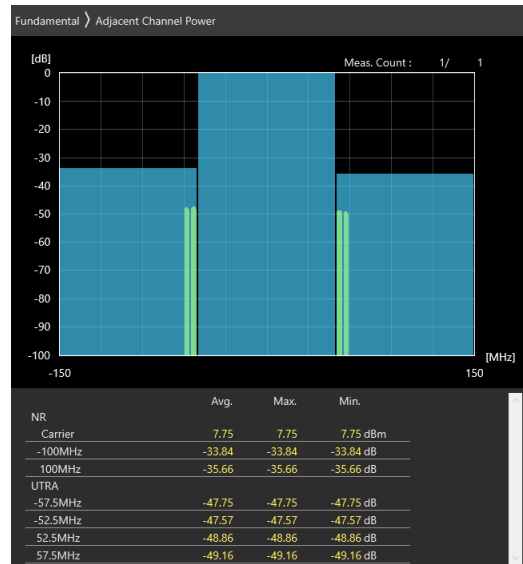 Fundamental 〉 Adjacent Channel Power
[dB]
Meas. Count : 1/ 1
0
-10
-20
-30
-40
-50
-60
-70
-80
-90
-100
[MHz]
-150 150
Avg. Max. Min.
NR
Carrier 7.75 7.75 7.75 dBm
-100MHz -33.84 -33.84 -33.84 dB
100MHz -35.66 -35.66 -35.66 dB
UTRA
-57.5MHz -47.75 -47.75 -47.75 dB
-52.5MHz -47.57 -47.57 -47.57 dB
52.5MHz -48.86 -48.86 -48.86 dB
57.5MHz -49.16 -49.16 -49.16 dB